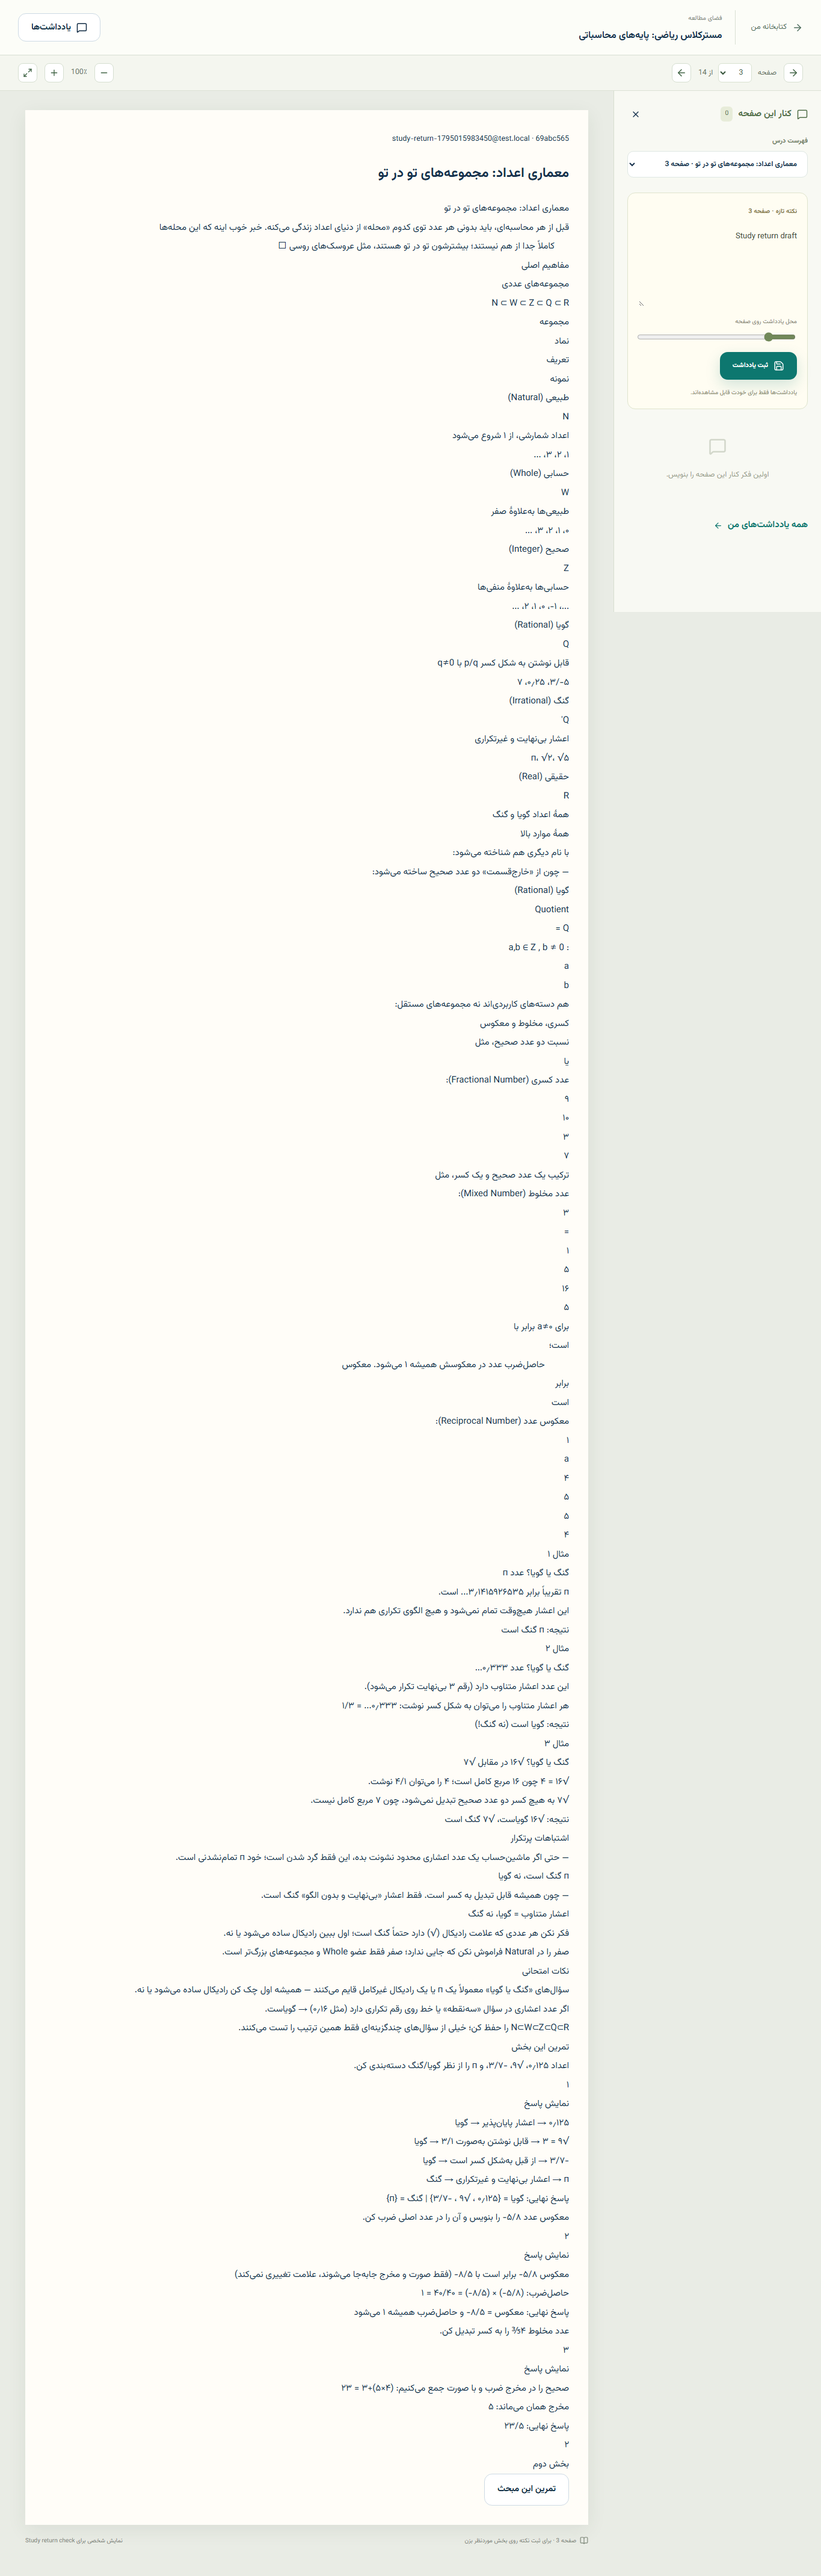 کتابخانه من
فضای مطالعه
مسترکلاس ریاضی: پایه‌های محاسباتی
یادداشت‌ها
صفحه 3 از 14
100٪
کنار این صفحه 0
فهرست درس
معماری اعداد: مجموعه‌های تو در تو · صفحه 3
نکته تازه · صفحه 3
Study return draft
محل یادداشت روی صفحه
ثبت یادداشت
یادداشت‌ها فقط برای خودت قابل مشاهده‌اند.
اولین فکر کنار این صفحه را بنویس.
همه یادداشت‌های من
study-return-1795015983450@test.local · 69abc565
معماری اعداد: مجموعه‌های تو در تو
معماری اعداد: مجموعه‌های تو در تو
قبل از هر محاسبه‌ای، باید بدونی هر عدد توی کدوم «محله» از دنیای اعداد زندگی می‌کنه. خبر خوب اینه که این محله‌ها
کاملاً جدا از هم نیستند؛ بیشترشون تو در تو هستند، مثل عروسک‌های روسی □
مفاهیم اصلی
مجموعه‌های عددی
N ⊂ W ⊂ Z ⊂ Q ⊂ R
مجموعه
نماد
تعریف
نمونه
طبیعی (Natural)
N
اعداد شمارشی، از ۱ شروع می‌شود
۱، ۲، ۳، ...
حسابی (Whole)
W
طبیعی‌ها به‌علاوهٔ صفر
۰، ۱، ۲، ۳، ...
صحیح (Integer)
Z
حسابی‌ها به‌علاوهٔ منفی‌ها
...، ۱-، ۰، ۱، ۲، ...
گویا (Rational)
Q
قابل نوشتن به شکل کسر p/q با q≠0
۵-/۳، ۰٫۲۵، ۷
گنگ (Irrational)
Q'
اعشار بی‌نهایت و غیرتکراری
π، √۲، √۵
حقیقی (Real)
R
همهٔ اعداد گویا و گنگ
همهٔ موارد بالا
با نام دیگری هم شناخته می‌شود:
— چون از «خارج‌قسمت» دو عدد صحیح ساخته می‌شود:
گویا (Rational)
Quotient
= Q
: a,b ∈ Z , b ≠ 0
a
b
هم دسته‌های کاربردی‌اند نه مجموعه‌های مستقل:
کسری، مخلوط و معکوس
نسبت دو عدد صحیح، مثل
یا
عدد کسری (Fractional Number):
۹
۱۰
۳
۷
ترکیب یک عدد صحیح و یک کسر، مثل
عدد مخلوط (Mixed Number):
۳
=
۱
۵
۱۶
۵
برای a≠۰ برابر با
است؛
حاصل‌ضرب عدد در معکوسش همیشه ۱ می‌شود. معکوس
برابر
است
معکوس عدد (Reciprocal Number):
۱
a
۴
۵
۵
۴
مثال ۱
گنگ یا گویا؟ عدد π
π تقریباً برابر ۳٫۱۴۱۵۹۲۶۵۳۵... است.
این اعشار هیچ‌وقت تمام نمی‌شود و هیچ الگوی تکراری هم ندارد.
نتیجه: π گنگ است
مثال ۲
گنگ یا گویا؟ عدد ۰٫۳۳۳...
این عدد اعشار متناوب دارد (رقم ۳ بی‌نهایت تکرار می‌شود).
هر اعشار متناوب را می‌توان به شکل کسر نوشت: ۰٫۳۳۳... = ۱/۳
نتیجه: گویا است (نه گنگ!)
مثال ۳
گنگ یا گویا؟ √۱۶ در مقابل √۷
√۱۶ = ۴ چون ۱۶ مربع کامل است؛ ۴ را می‌توان ۴/۱ نوشت.
√۷ به هیچ کسر دو عدد صحیح تبدیل نمی‌شود، چون ۷ مربع کامل نیست.
نتیجه: √۱۶ گویاست، √۷ گنگ است
اشتباهات پرتکرار
— حتی اگر ماشین‌حساب یک عدد اعشاری محدود نشونت بده، این فقط گرد شدن است؛ خود π تمام‌نشدنی است.
π گنگ است، نه گویا
— چون همیشه قابل تبدیل به کسر است. فقط اعشار «بی‌نهایت و بدون الگو» گنگ است.
اعشار متناوب = گویا، نه گنگ
فکر نکن هر عددی که علامت رادیکال (√) دارد حتماً گنگ است؛ اول ببین رادیکال ساده می‌شود یا نه.
صفر را در Natural فراموش نکن که جایی ندارد؛ صفر فقط عضو Whole و مجموعه‌های بزرگ‌تر است.
نکات امتحانی
سؤال‌های «گنگ یا گویا» معمولاً یک π یا یک رادیکال غیرکامل قایم می‌کنند — همیشه اول چک کن رادیکال ساده می‌شود یا نه.
اگر عدد اعشاری در سؤال «سه‌نقطه» یا خط روی رقم تکراری دارد (مثل ۰٫۱۶) → گویاست.
N⊂W⊂Z⊂Q⊂R را حفظ کن؛ خیلی از سؤال‌های چندگزینه‌ای فقط همین ترتیب را تست می‌کنند.
تمرین این بخش
اعداد ۰٫۱۲۵، √۹، -۳/۷، و π را از نظر گویا/گنگ دسته‌بندی کن.
۱
نمایش پاسخ
۰٫۱۲۵ → اعشار پایان‌پذیر → گویا
√۹ = ۳ → قابل نوشتن به‌صورت ۳/۱ → گویا
-۳/۷ → از قبل به‌شکل کسر است → گویا
π → اعشار بی‌نهایت و غیرتکراری → گنگ
پاسخ نهایی: گویا = {۰٫۱۲۵ ، √۹ ، -۳/۷} | گنگ = {π}
معکوس عدد ۵/۸- را بنویس و آن را در عدد اصلی ضرب کن.
۲
نمایش پاسخ
معکوس ۵/۸- برابر است با ۸/۵- (فقط صورت و مخرج جابه‌جا می‌شوند، علامت تغییری نمی‌کند)
حاصل‌ضرب: (۵/۸-) × (۸/۵-) = ۴۰/۴۰ = ۱
پاسخ نهایی: معکوس = ۸/۵- و حاصل‌ضرب همیشه ۱ می‌شود
عدد مخلوط ۴⅗ را به کسر تبدیل کن.
۳
نمایش پاسخ
صحیح را در مخرج ضرب و با صورت جمع می‌کنیم: (۴×۵)+۳ = ۲۳
مخرج همان می‌ماند: ۵
پاسخ نهایی: ۲۳/۵
۲
بخش دوم
تمرین این مبحث
صفحه 3 · برای ثبت نکته روی بخش موردنظر بزن
نمایش شخصی برای Study return check